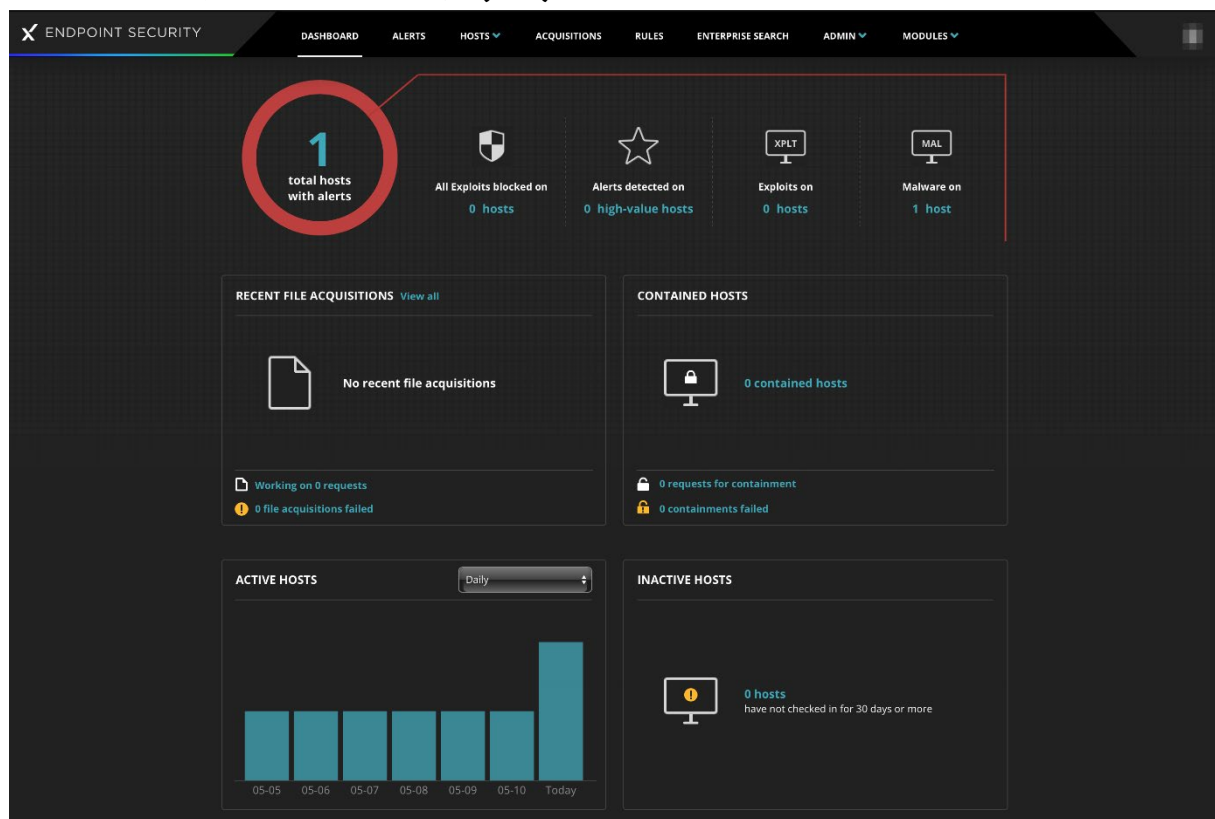 ENDPOINT SECURITY
DASHBOARD ALERTS HOSTS ACQUISITIONS RULES ENTERPRISE SEARCH ADMIN MODULES
1
total hosts
with alerts
All Exploits blocked on
0 hosts
Alerts detected on
0 high-value hosts
XPLT
Exploits on
0 hosts
MAL
Malware on
1 host
RECENT FILE ACQUISITIONS View all
No recent file acquisitions
Working on 0 requests
0 file acquisitions failed
CONTAINED HOSTS
0 contained hosts
0 requests for containment
0 containments failed
ACTIVE HOSTS
Daily
05-05 05-06 05-07 05-08 05-09 05-10 Today
INACTIVE HOSTS
0 hosts
have not checked in for 30 days or more